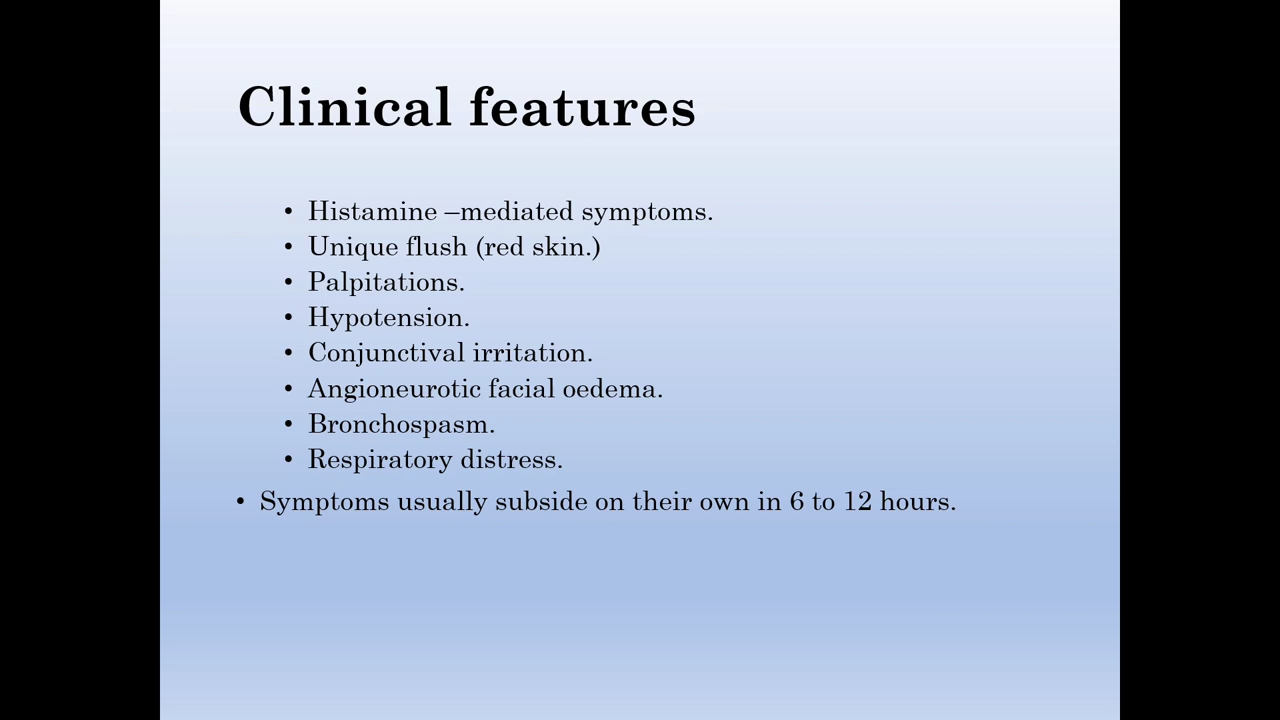 Clinical features
• Histamine –mediated symptoms.
• Unique flush (red skin.)
• Palpitations.
• Hypotension.
• Conjunctival irritation.
• Angioneurotic facial oedema.
• Bronchospasm.
• Respiratory distress.
• Symptoms usually subside on their own in 6 to 12 hours.